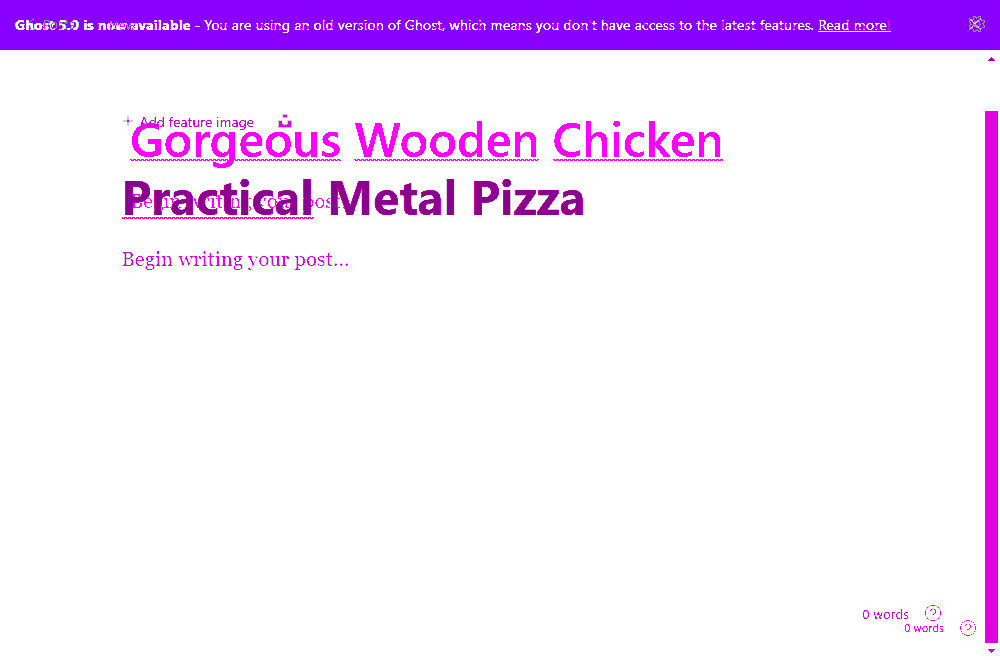 Ghost 5.0 is now available - You are using an old version of Ghost, which means you don't have access to the latest features. Read more!
+ Add feature image
Gorgeous Wooden Chicken
Practical Metal Pizza
Begin writing your post...
Begin writing your post...
0 words ?
0 words ?